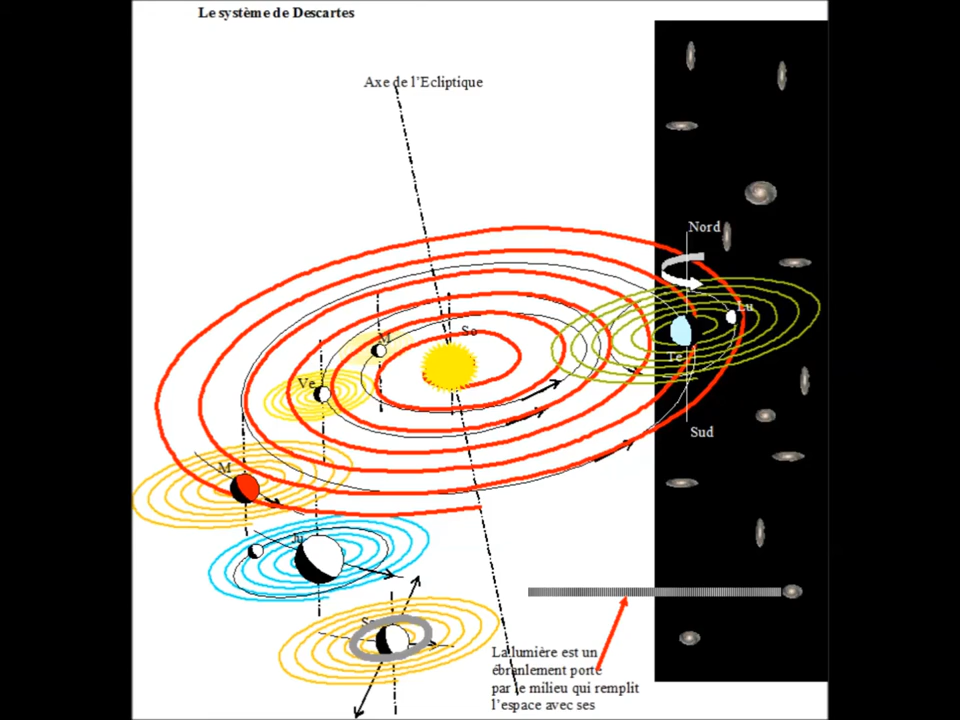 Le système de Descartes
Axe de l'Ecliptique
Nord
Lu
So
M
Te
Ve
Sud
M
Ju
Sa
La lumière est un
ébranlement porté
par le milieu qui remplit
l'espace avec ses